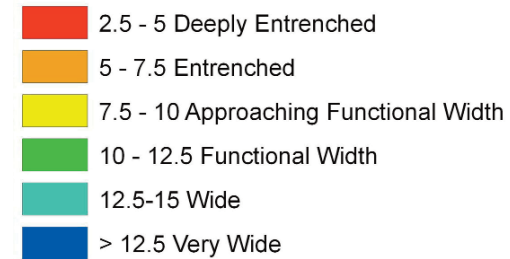 2.5 - 5 Deeply Entrenched
5 - 7.5 Entrenched
7.5 - 10 Approaching Functional Width
10 - 12.5 Functional Width
12.5-15 Wide
> 12.5 Very Wide